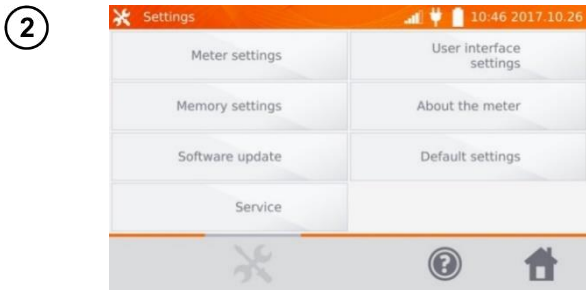 2
Settings
10:46 2017.10.26
Meter settings
User interface
settings
Memory settings
About the meter
Software update
Default settings
Service
?